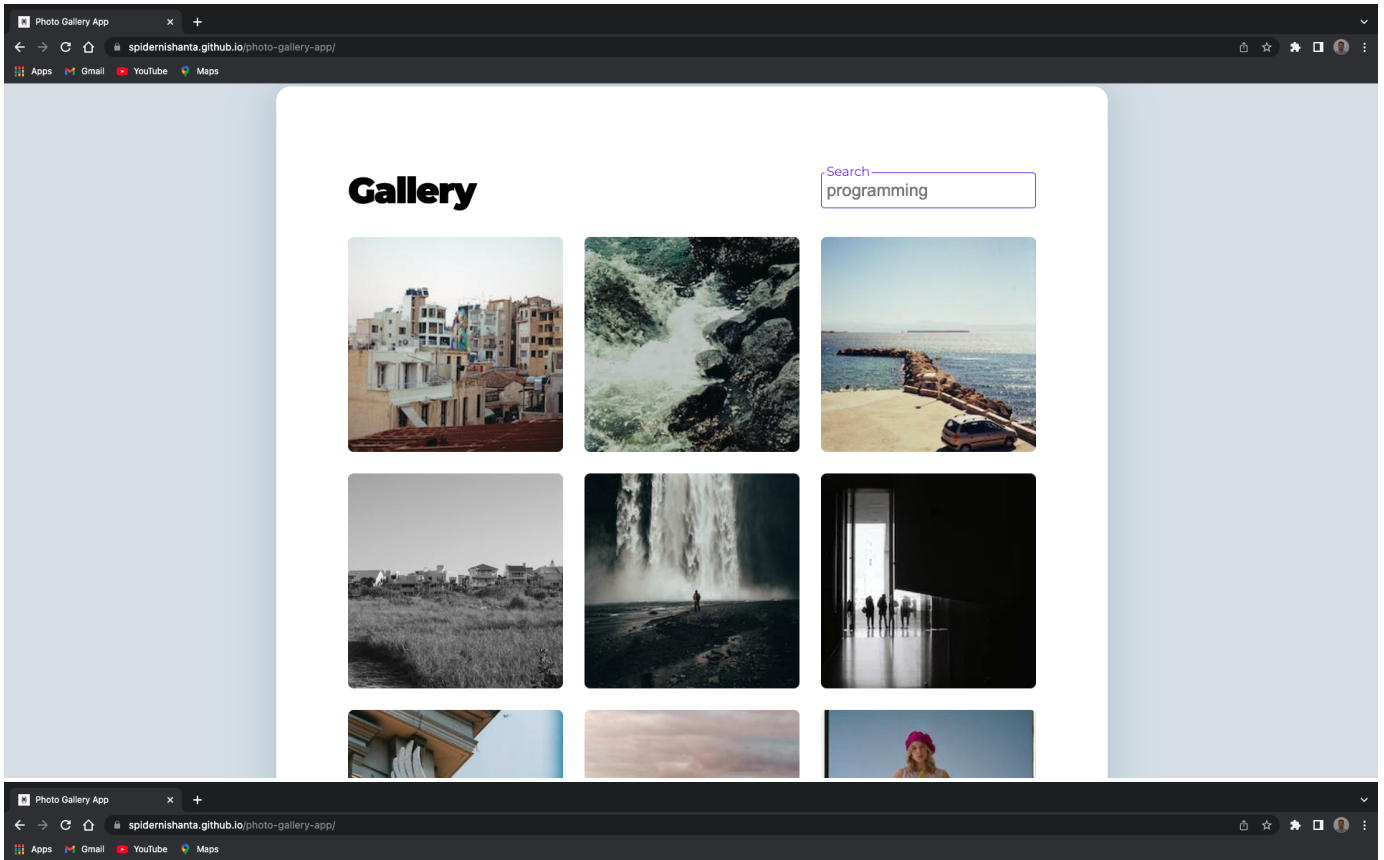 Photo Gallery App
spidernishanta.github.io/photo-gallery-app/
Apps Gmail YouTube Maps
Search
Gallery
programming
Photo Gallery App
spidernishanta.github.io/photo-gallery-app/
Apps Gmail YouTube Maps